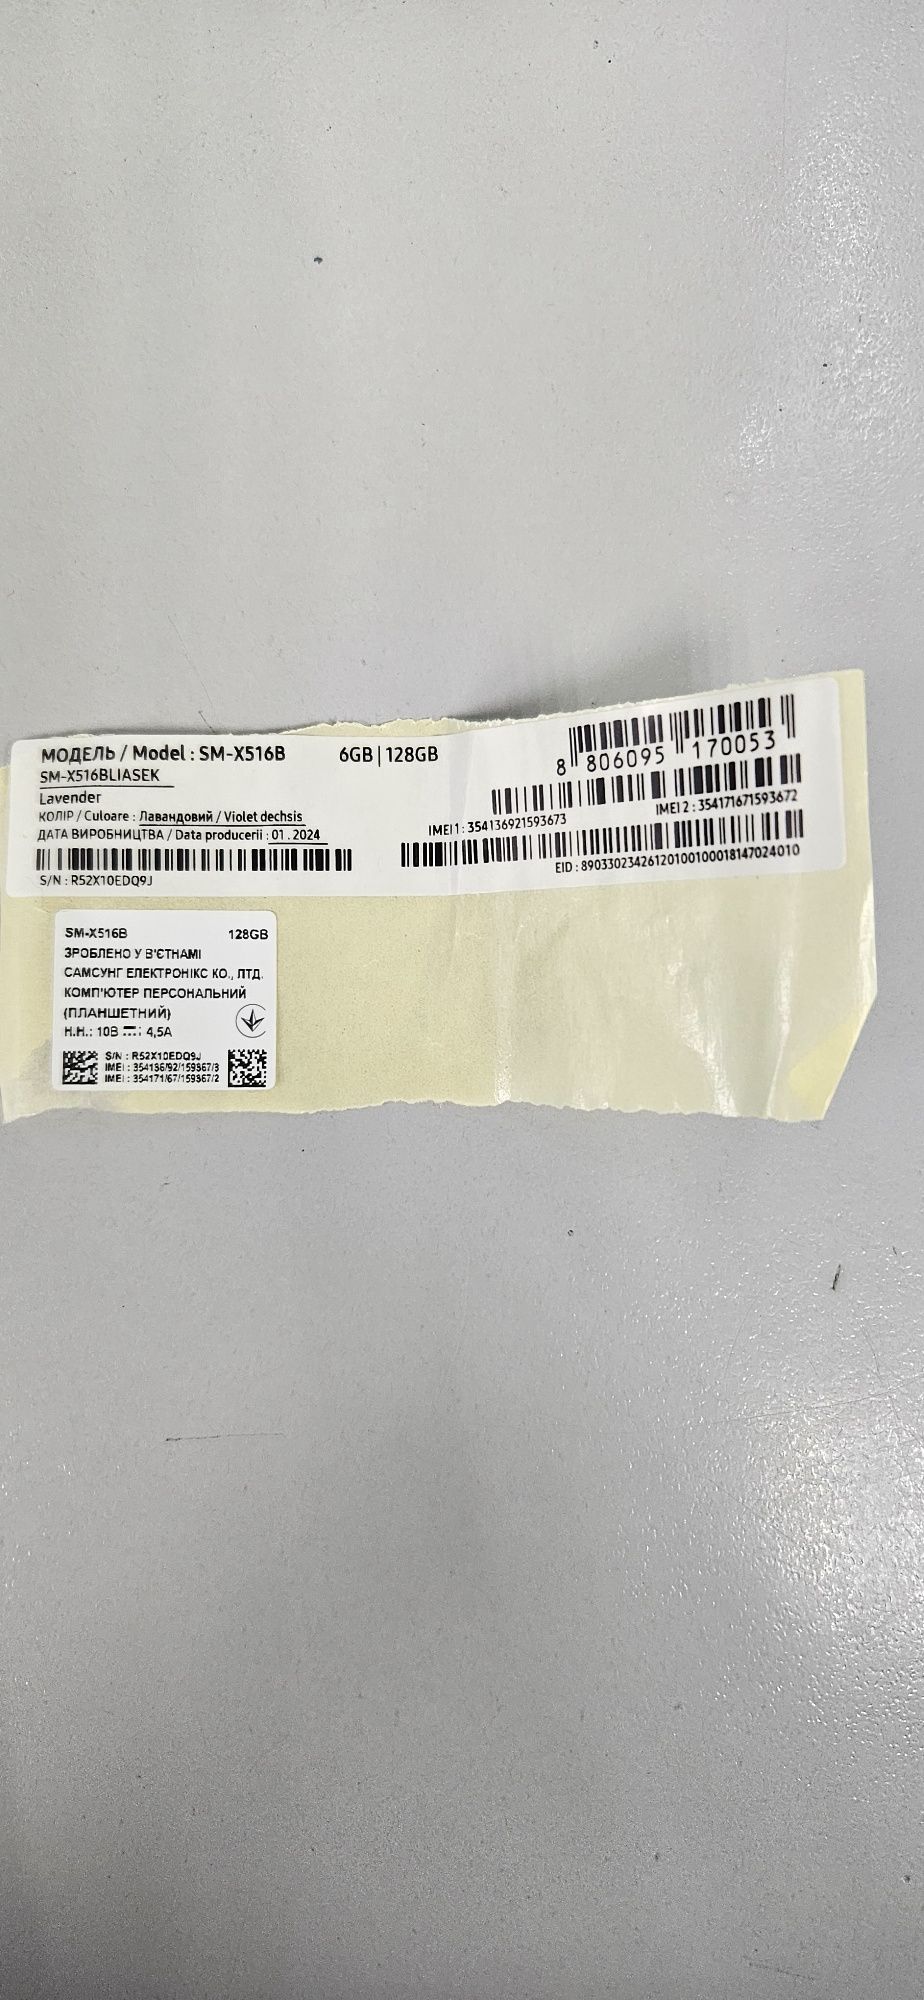 МОДЕЛЬ / Model : SM-X516B 6GB | 128GB
SM-X516BLIASEK
Lavender
КОЛІР / Culoare : Лавандовий / Violet dechsis
ДАТА ВИРОБНИЦТВА / Data producerii : 01 . 2024
S/N : R52X10EDQ9J
8 806095 170053
IMEI 1 : 354136921593673
IMEI 2 : 354171671593672
EID : 89033023426120100100018147024010
SM-X516B 128GB
ЗРОБЛЕНО У В'ЄТНАМІ
САМСУНГ ЕЛЕКТРОНІКС КО., ЛТД.
КОМП'ЮТЕР ПЕРСОНАЛЬНИЙ
(ПЛАНШЕТНИЙ)
Н.Н.: 10В ⎓; 4,5А
S/N : R52X10EDQ9J
IMEI : 354136/92/159367/3
IMEI : 354171/67/159367/2